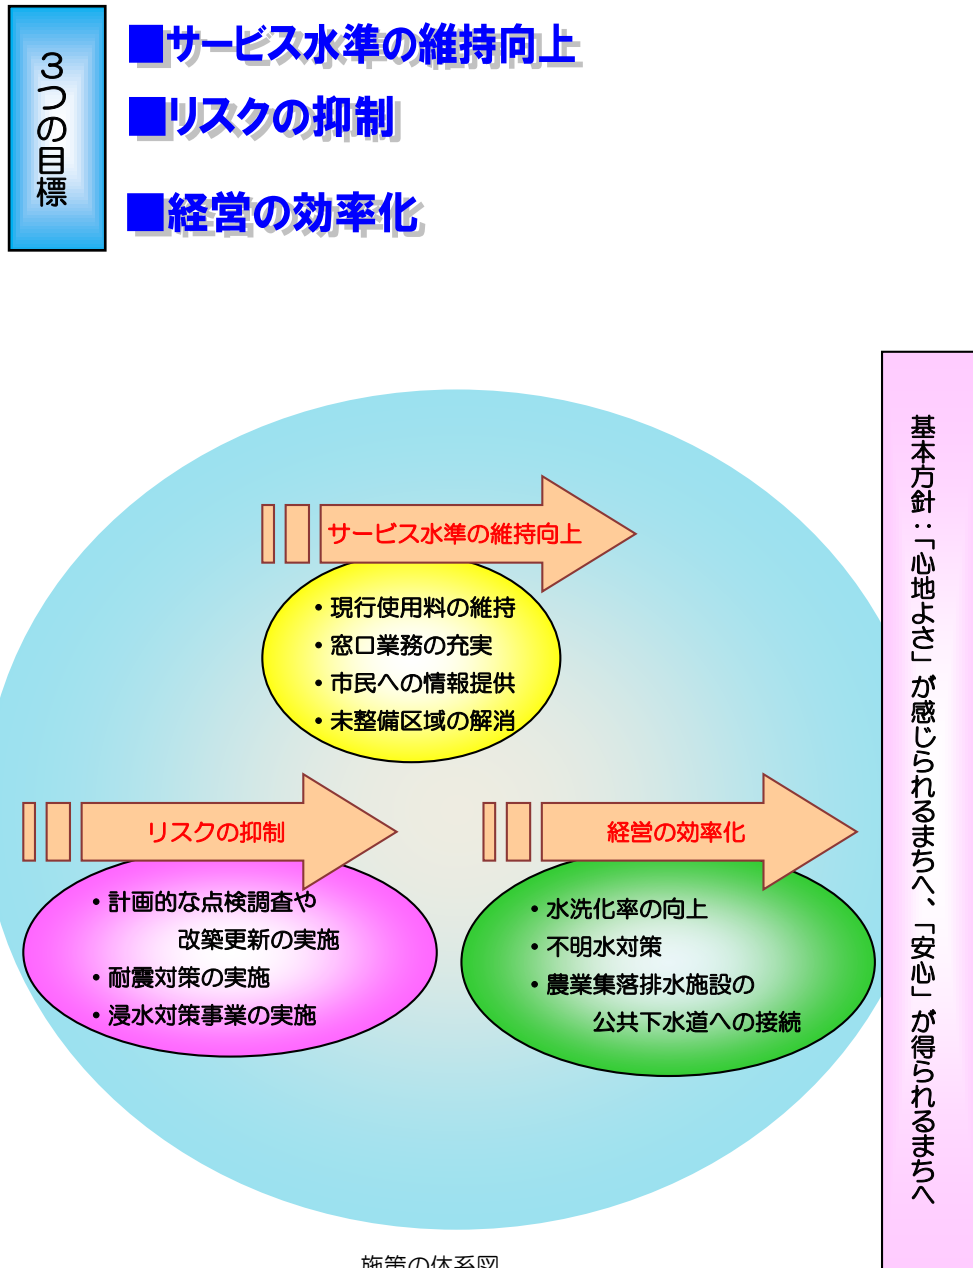 3つの目標
■サービス水準の維持向上
■リスクの抑制
■経営の効率化
サービス水準の維持向上
・現行使用料の維持
・窓口業務の充実
・市民への情報提供
・未整備区域の解消
リスクの抑制
・計画的な点検調査や
改築更新の実施
・耐震対策の実施
・浸水対策事業の実施
経営の効率化
・水洗化率の向上
・不明水対策
・農業集落排水施設の
公共下水道への接続
基本方針：「心地よさ」が感じられるまちへ、「安心」が得られるまちへ
施策の体系図